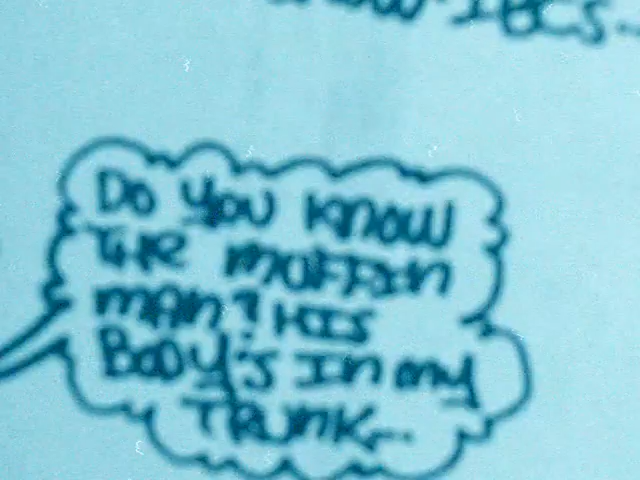 Do you know
the muffin
man? His
Body's in my
Trunk...